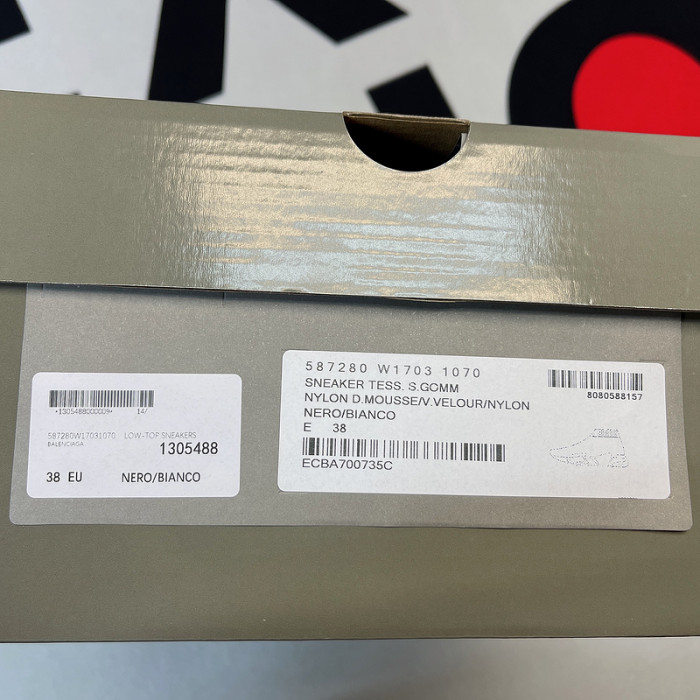 *1305488000009* 14/
587280W17031070 LOW-TOP SNEAKERS
BALENCIAGA
1305488
38 EU NERO/BIANCO
587280 W1703 1070
SNEAKER TESS. S.GOMM
NYLON D.MOUSSE/V.VELOUR/NYLON
NERO/BIANCO
E 38
ECBA700735C
8080588157